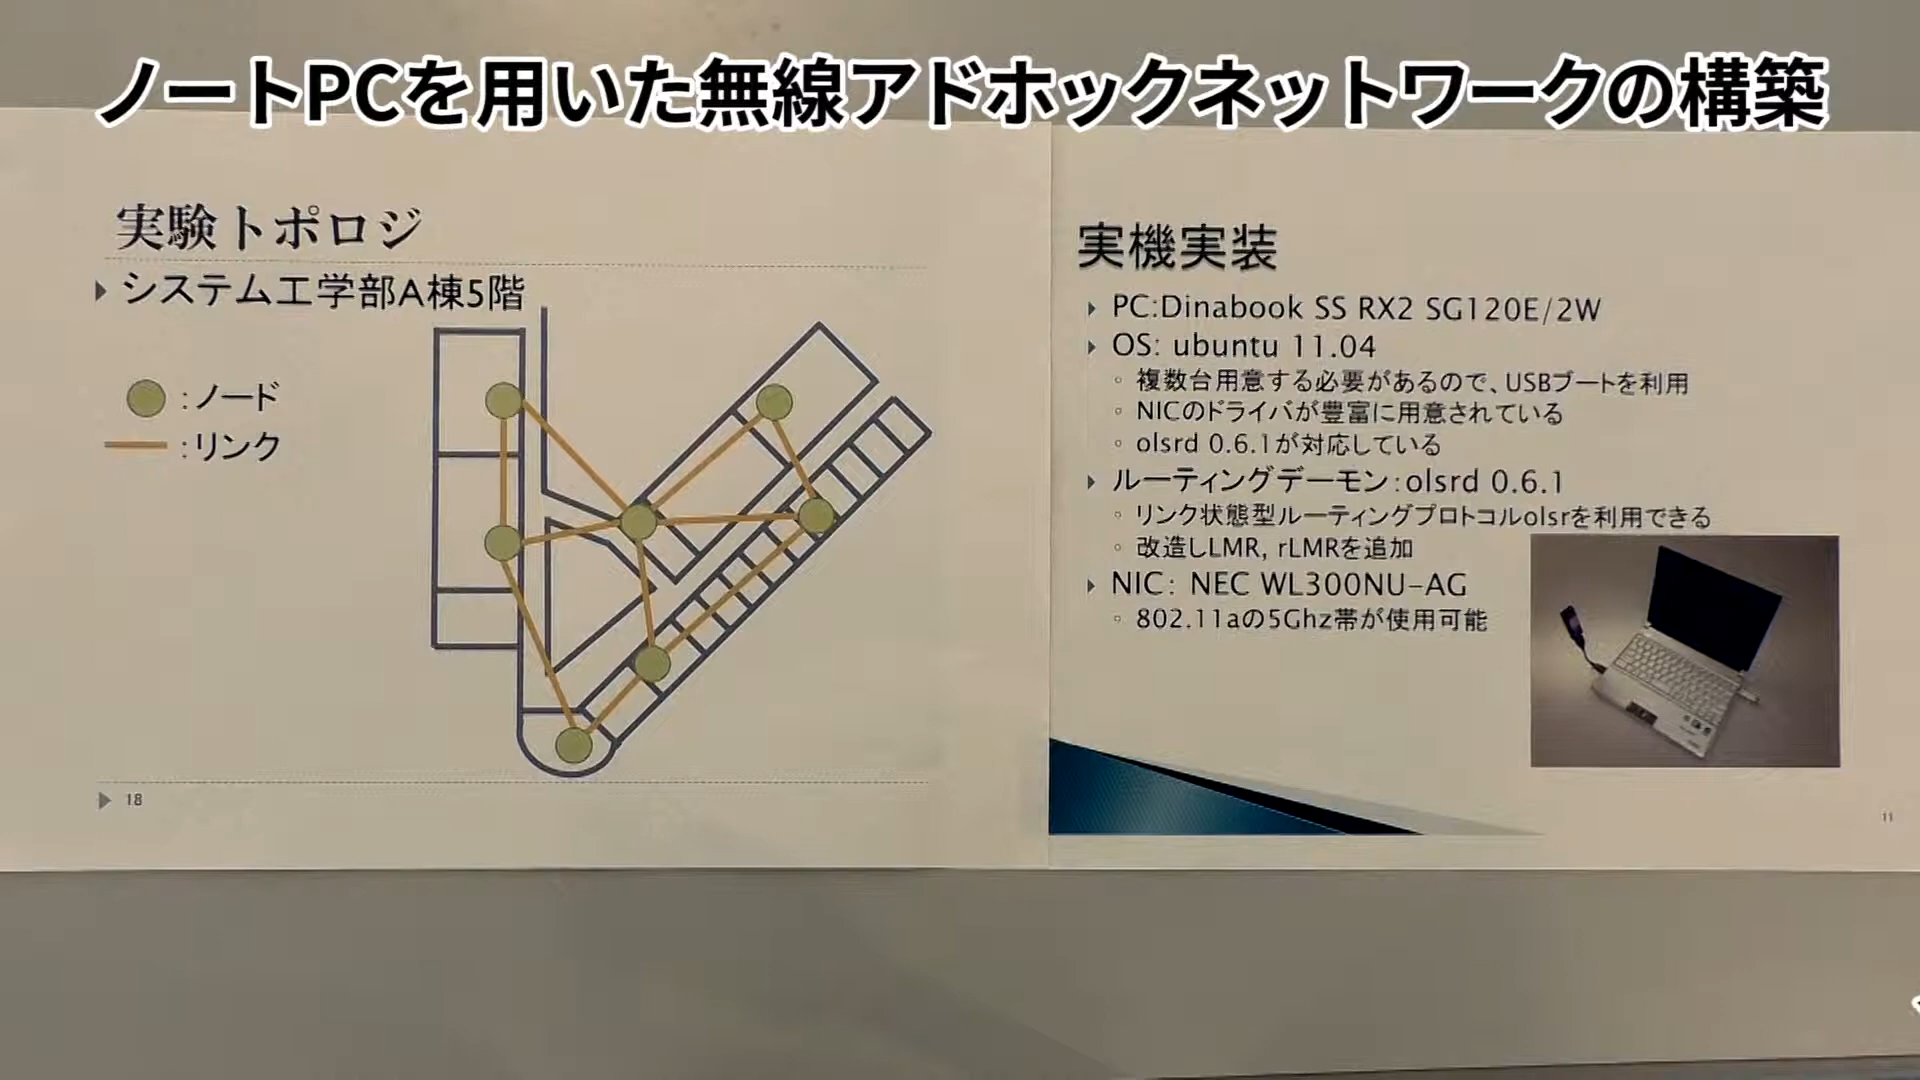 ノートPCを用いた無線アドホックネットワークの構築
実験トポロジ
システム工学部A棟5階
:ノード
:リンク
18
実機実装
PC:Dinabook SS RX2 SG120E/2W
OS: ubuntu 11.04
複数台用意する必要があるので、USBブートを利用
NICのドライバが豊富に用意されている
olsrd 0.6.1が対応している
ルーティングデーモン:olsrd 0.6.1
リンク状態型ルーティングプロトコルolsrを利用できる
改造しLMR, rLMRを追加
NIC: NEC WL300NU-AG
802.11aの5Ghz帯が使用可能
11